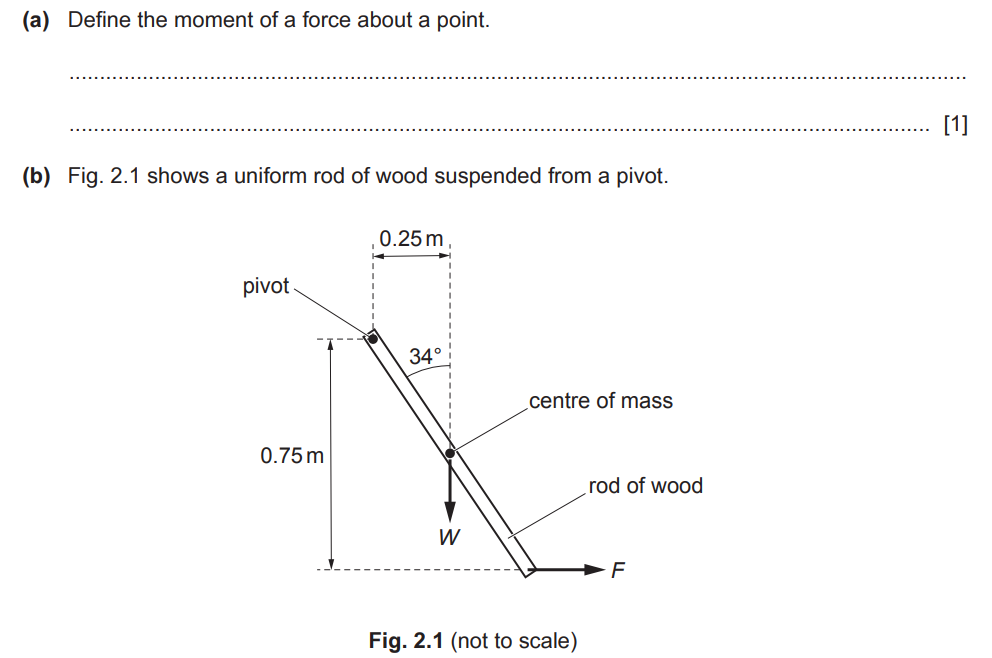 (a) Define the moment of a force about a point.
..........................................................................................................................................
.................................................................................................................................... [1]
(b) Fig. 2.1 shows a uniform rod of wood suspended from a pivot.
0.25 m
pivot
34°
centre of mass
0.75 m
rod of wood
W
F
Fig. 2.1 (not to scale)